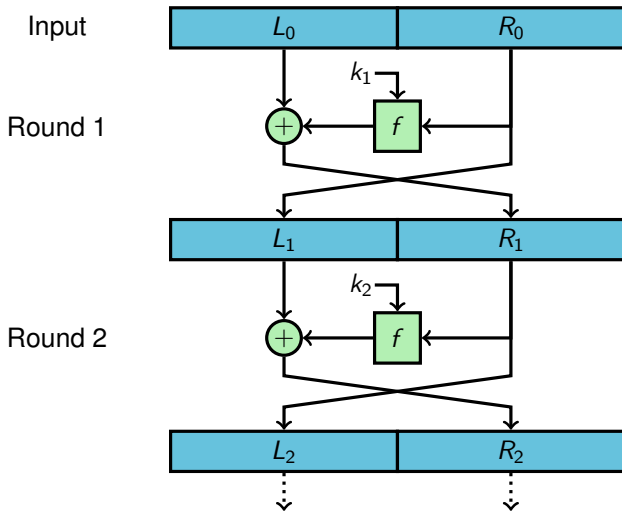 Input L₀ R₀
k₁
Round 1 + f
L₁ R₁
k₂
Round 2 + f
L₂ R₂